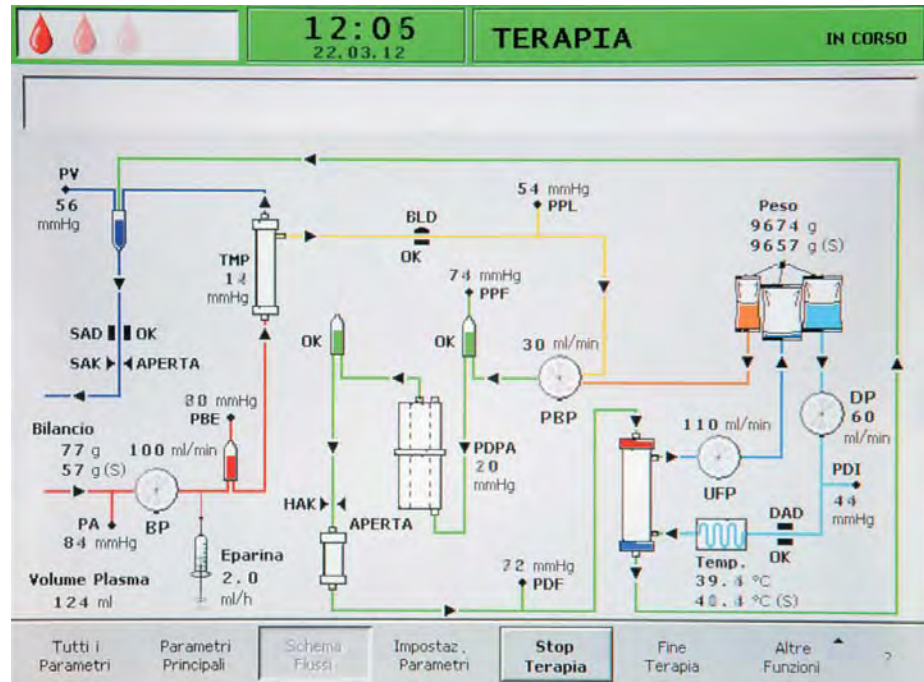 12:05
22.03.12
TERAPIA
IN CORSO
PV
56
mmHg
TMP
mmHg
BLD
OK
54 mmHg
PPL
Peso
9674 g
9657 g (S)
74 mmHg
PPF
OK
OK
30 ml/min
PBP
SAD
OK
SAK
APERTA
80 mmHg
PBE
Bilancio
77 g
57 g (S)
100 ml/min
BP
PA
84 mmHg
Eparina
2.0
ml/h
Volume Plasma
124 ml
PDPA
20
mmHg
HAK
APERTA
72 mmHg
PDF
110 ml/min
UFP
DP
60
ml/min
PDI
44
mmHg
DAD
OK
Temp.
39.4 °C
40.4 °C (S)
Tutti i
Parametri
Parametri
Principali
Schema
Flussi
Impostaz.
Parametri
Stop
Terapia
Fine
Terapia
Altre
Funzioni
?